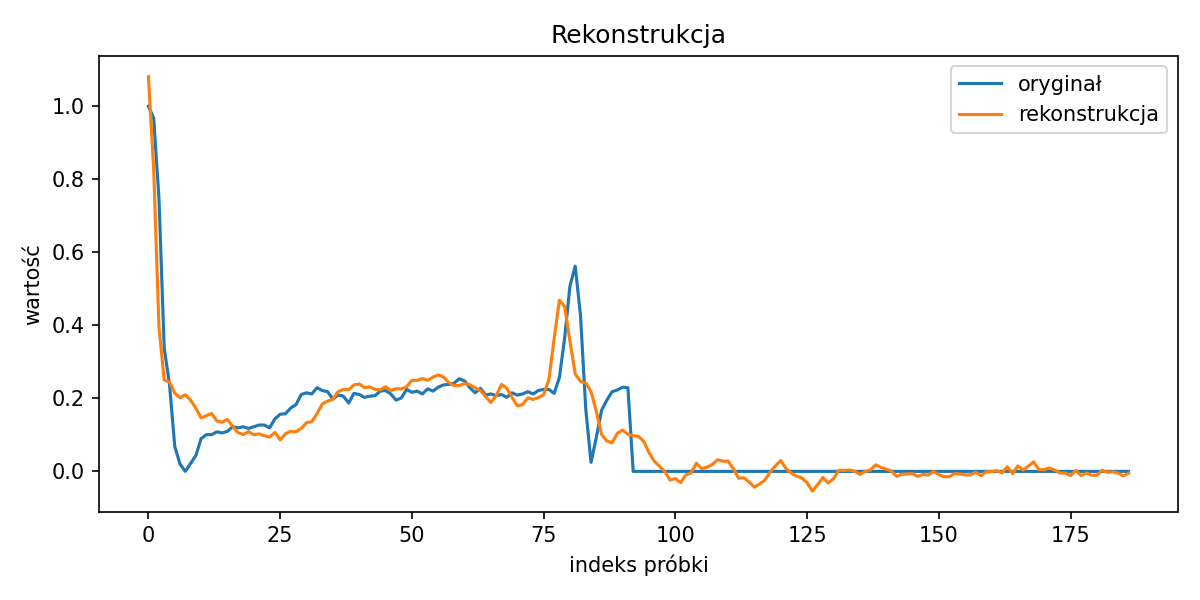 Rekonstrukcja
oryginał
rekonstrukcja
wartość
1.0
0.8
0.6
0.4
0.2
0.0
0 25 50 75 100 125 150 175
indeks próbki